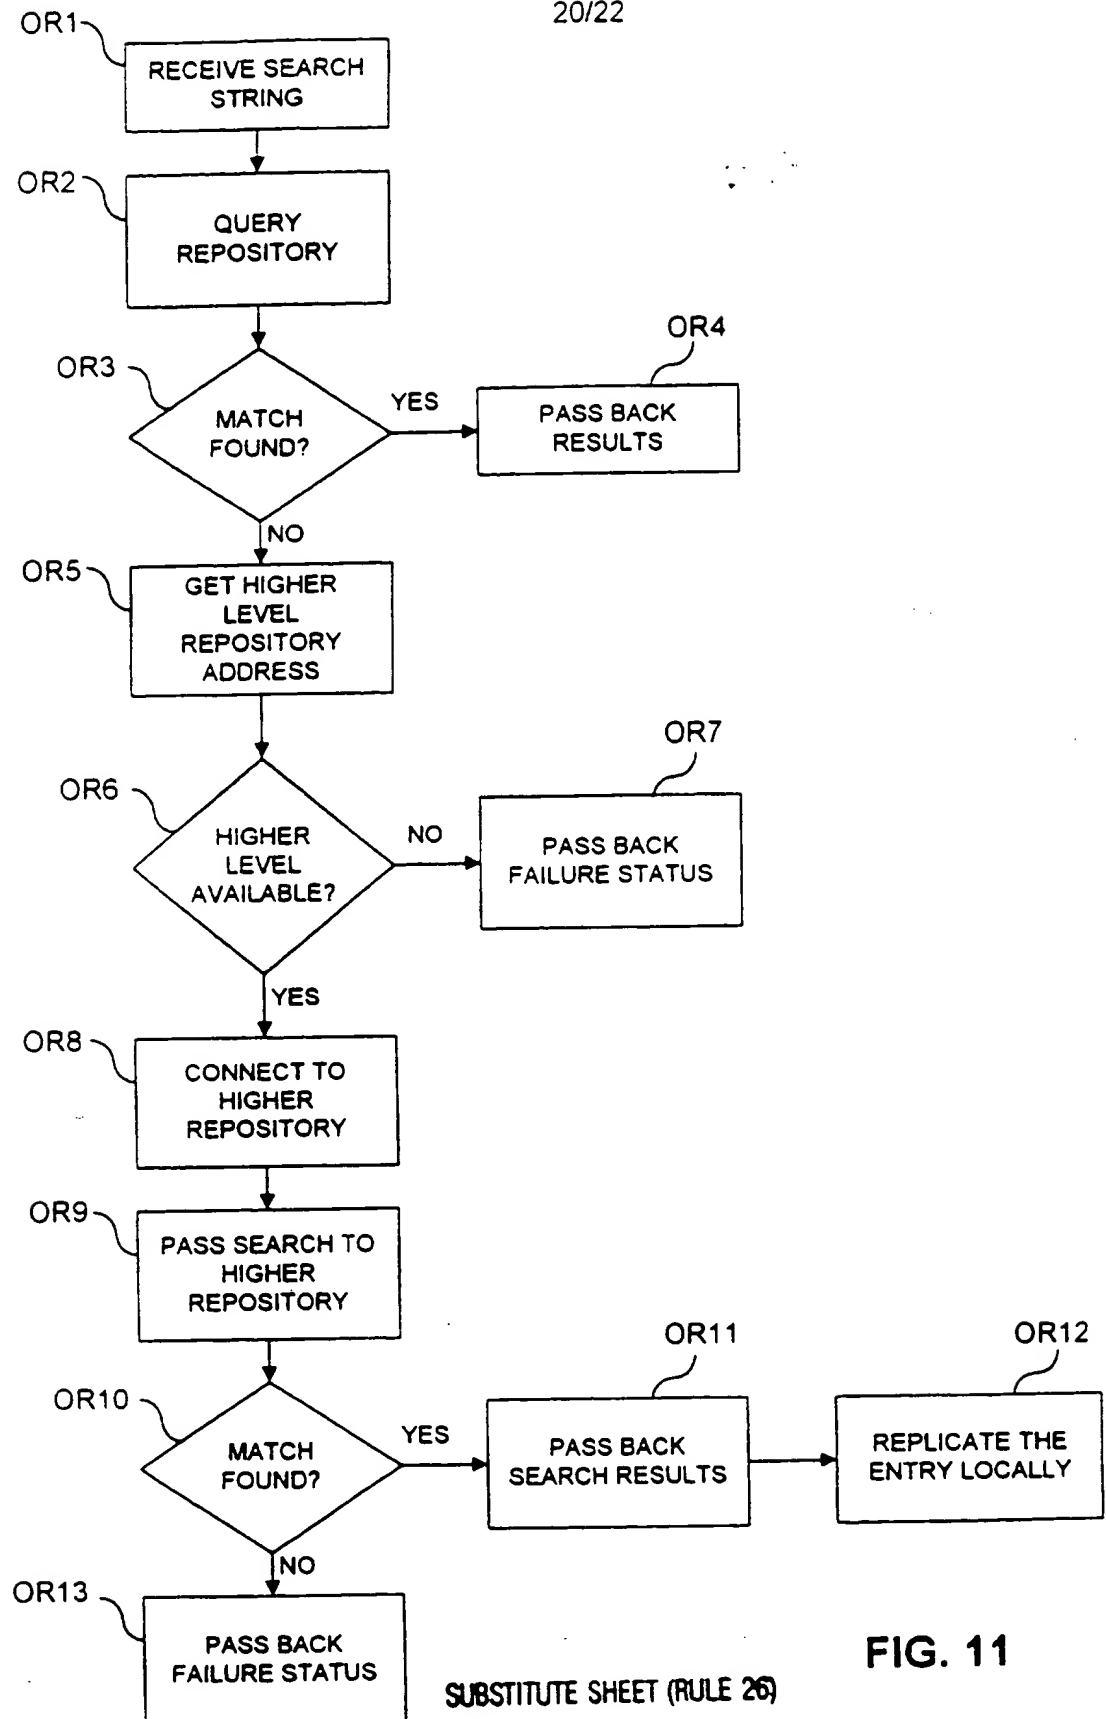 20/22
OR1
RECEIVE SEARCH
STRING
OR2
QUERY
REPOSITORY
OR3
MATCH
FOUND?
YES
OR4
PASS BACK
RESULTS
NO
OR5
GET HIGHER
LEVEL
REPOSITORY
ADDRESS
OR6
HIGHER
LEVEL
AVAILABLE?
NO
OR7
PASS BACK
FAILURE STATUS
YES
OR8
CONNECT TO
HIGHER
REPOSITORY
OR9
PASS SEARCH TO
HIGHER
REPOSITORY
OR10
MATCH
FOUND?
YES
OR11
PASS BACK
SEARCH RESULTS
OR12
REPLICATE THE
ENTRY LOCALLY
NO
OR13
PASS BACK
FAILURE STATUS
FIG. 11
SUBSTITUTE SHEET (RULE 26)